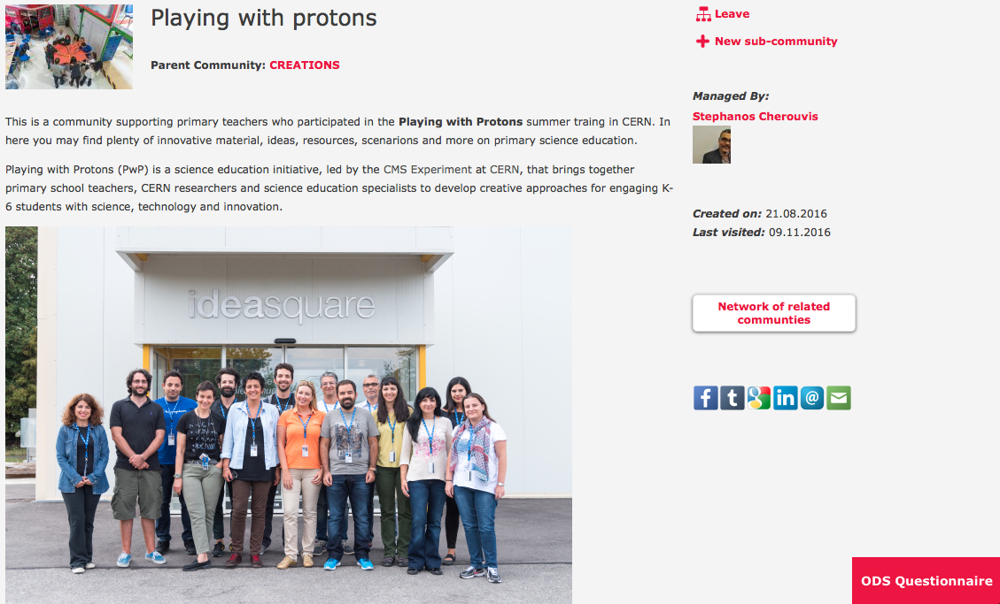 Playing with protons
Parent Community: CREATIONS
This is a community supporting primary teachers who participated in the Playing with Protons summer traing in CERN. In
here you may find plenty of innovative material, ideas, resources, scenarions and more on primary science education.
Playing with Protons (PwP) is a science education initiative, led by the CMS Experiment at CERN, that brings together
primary school teachers, CERN researchers and science education specialists to develop creative approaches for engaging K-
6 students with science, technology and innovation.
ideasquare
Leave
New sub-community
Managed By:
Stephanos Cherouvis
Created on: 21.08.2016
Last visited: 09.11.2016
Network of related
communties
f t g in @
ODS Questionnaire